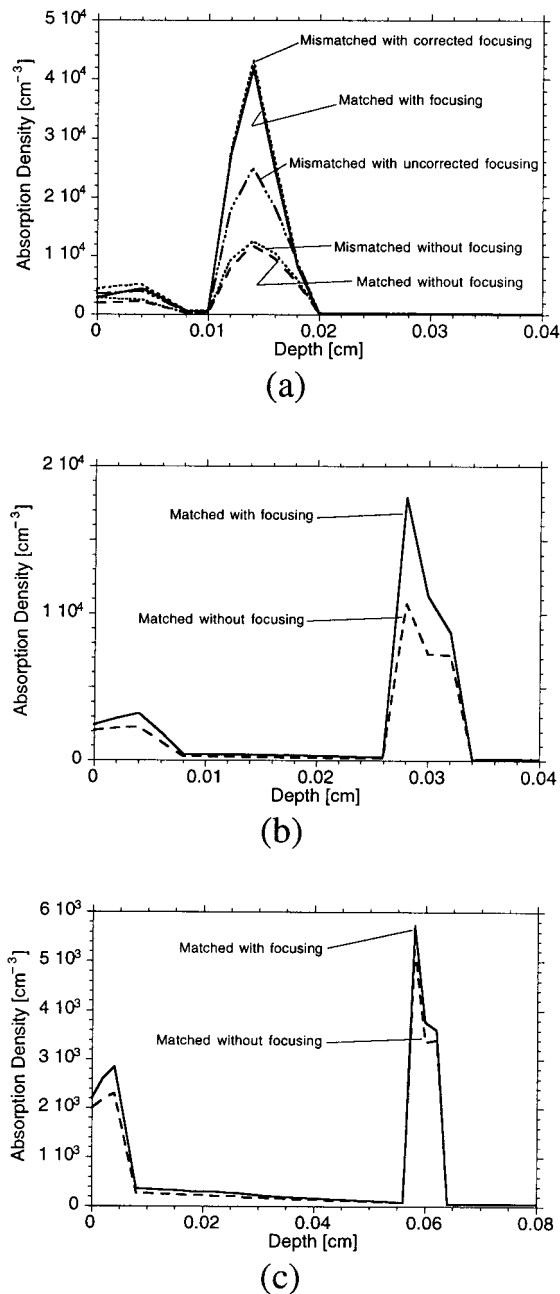 5 10⁴
4 10⁴
3 10⁴
2 10⁴
1 10⁴
0
Absorption Density [cm⁻³]
Mismatched with corrected focusing
Matched with focusing
Mismatched with uncorrected focusing
Mismatched without focusing
Matched without focusing
0 0.01 0.02 0.03 0.04
Depth [cm]
(a)
2 10⁴
1 10⁴
0
Absorption Density [cm⁻³]
Matched with focusing
Matched without focusing
0 0.01 0.02 0.03 0.04
Depth [cm]
(b)
6 10³
5 10³
4 10³
3 10³
2 10³
1 10³
0
Absorption Density [cm⁻³]
Matched with focusing
Matched without focusing
0 0.02 0.04 0.06 0.08
Depth [cm]
(c)